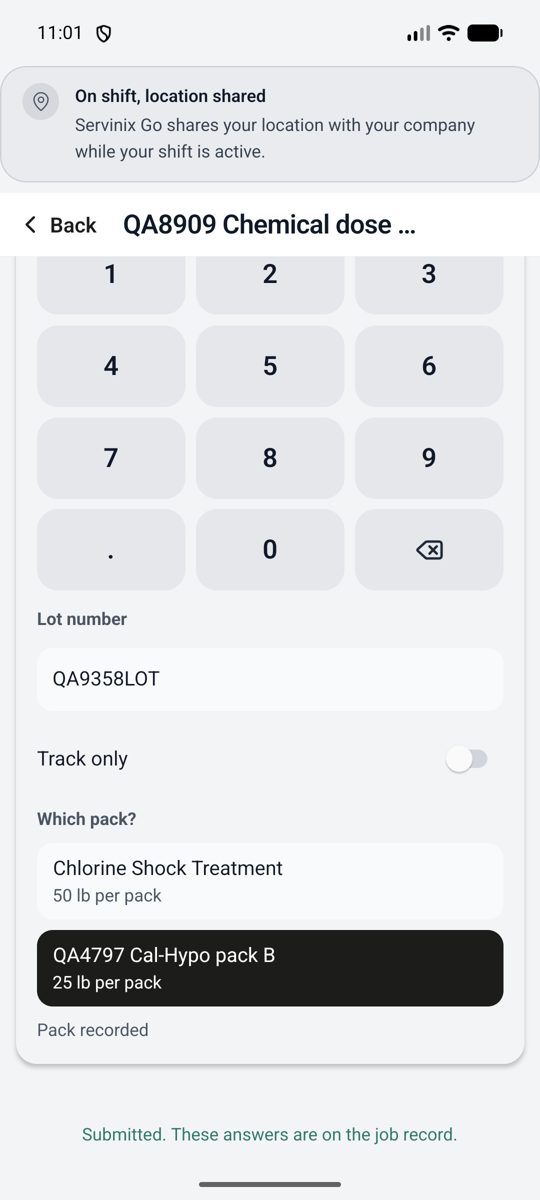 11:01
On shift, location shared
Servinix Go shares your location with your company
while your shift is active.
Back QA8909 Chemical dose ...
1 2 3
4 5 6
7 8 9
. 0
Lot number
QA9358LOT
Track only
Which pack?
Chlorine Shock Treatment
50 lb per pack
QA4797 Cal-Hypo pack B
25 lb per pack
Pack recorded
Submitted. These answers are on the job record.